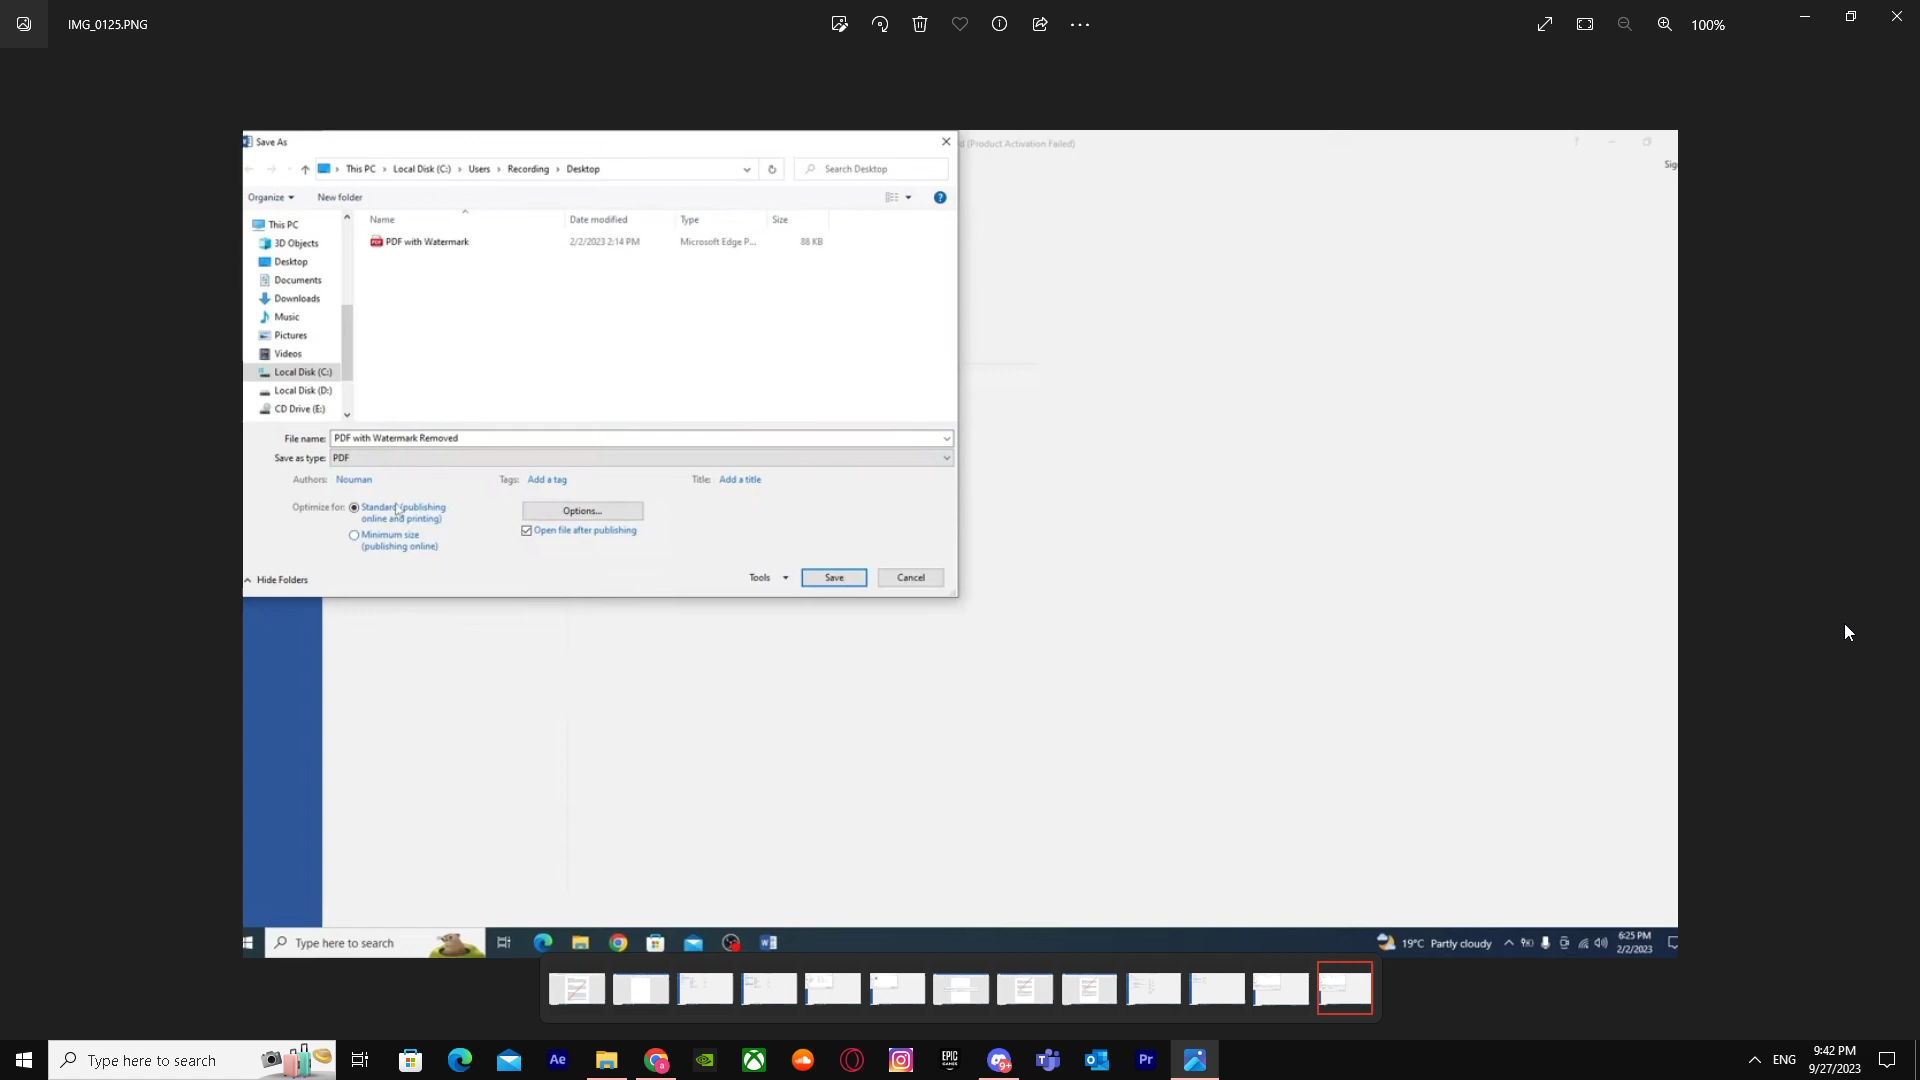 IMG_0125.PNG
100%
Save As
d (Product Activation Failed)
This PC > Local Disk (C:) > Users > Recording > Desktop
Search Desktop
Organize
New folder
Name
Date modified
Type
Size
PDF with Watermark
2/2/2023 2:14 PM
Microsoft Edge P...
88 KB
This PC
3D Objects
Desktop
Documents
Downloads
Music
Pictures
Videos
Local Disk (C:)
Local Disk (D:)
CD Drive (E:)
File name: PDF with Watermark Removed
Save as type: PDF
Authors: Nouman
Tags: Add a tag
Title: Add a title
Optimize for:
Standard (publishing
online and printing)
Minimum size
(publishing online)
Options...
Open file after publishing
Hide Folders
Tools
Save
Cancel
Type here to search
19°C Partly cloudy
6:25 PM
2/2/2023
Type here to search
Ae
EPIC
GAMES
9+
Pr
ENG
9:42 PM
9/27/2023